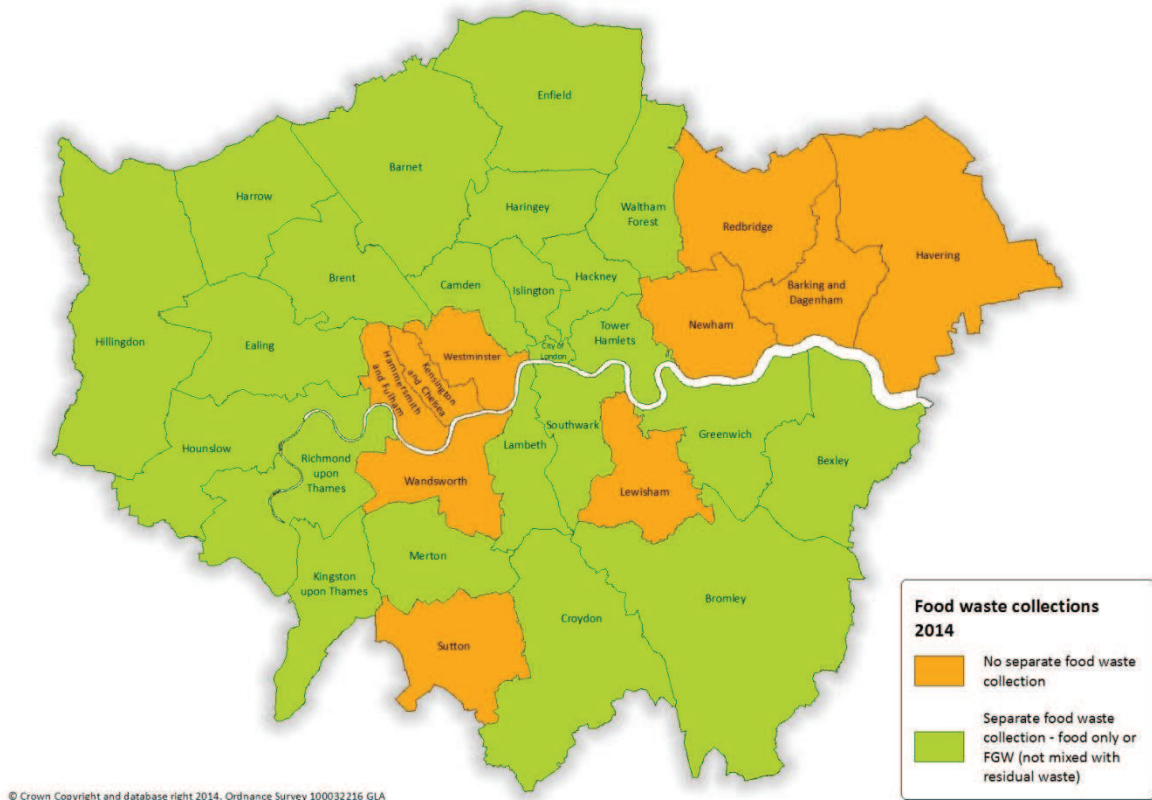 Enfield
Barnet
Harrow
Haringey
Waltham
Forest
Redbridge
Havering
Brent
Camden
Islington
Hackney
Barking and
Dagenham
Hillingdon
Ealing
Westminster
City of
London
Tower
Hamlets
Newham
Kensington
and Chelsea
Hammersmith
and Fulham
Hounslow
Richmond
upon
Thames
Wandsworth
Lambeth
Southwark
Lewisham
Greenwich
Bexley
Merton
Kingston
upon Thames
Sutton
Croydon
Bromley
Food waste collections
2014
No separate food waste
collection
Separate food waste
collection - food only or
FGW (not mixed with
residual waste)
© Crown Copyright and database right 2014. Ordnance Survey 100032216 GLA